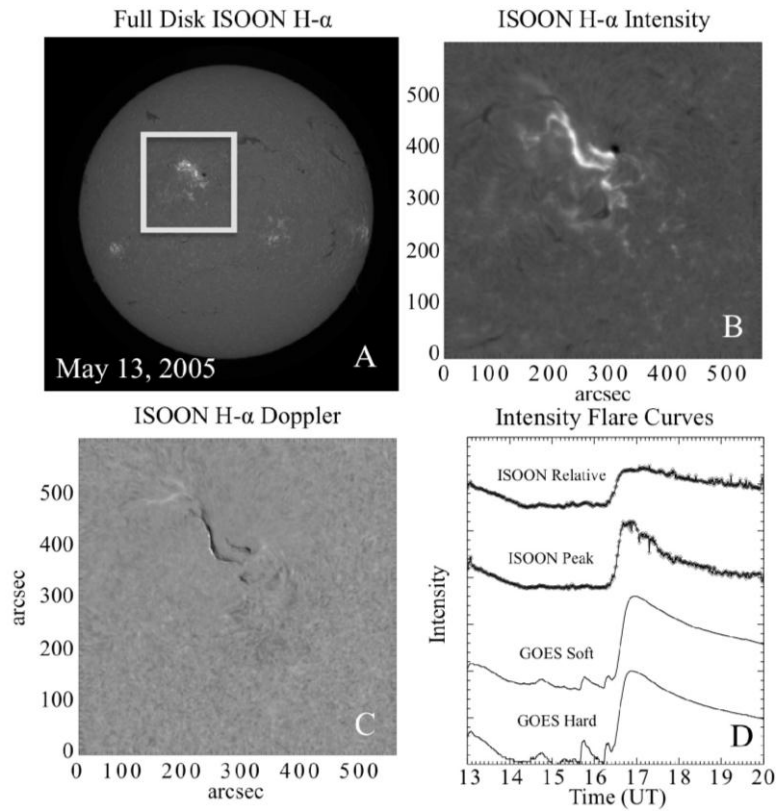 Full Disk ISOON H-α
May 13, 2005
A
ISOON H-α Intensity
500
400
300
200
100
0
0 100 200 300 400 500
arcsec
B
ISOON H-α Doppler
arcsec
500
400
300
200
100
0
0 100 200 300 400 500
arcsec
C
Intensity Flare Curves
Intensity
ISOON Relative
ISOON Peak
GOES Soft
GOES Hard
D
13 14 15 16 17 18 19 20
Time (UT)